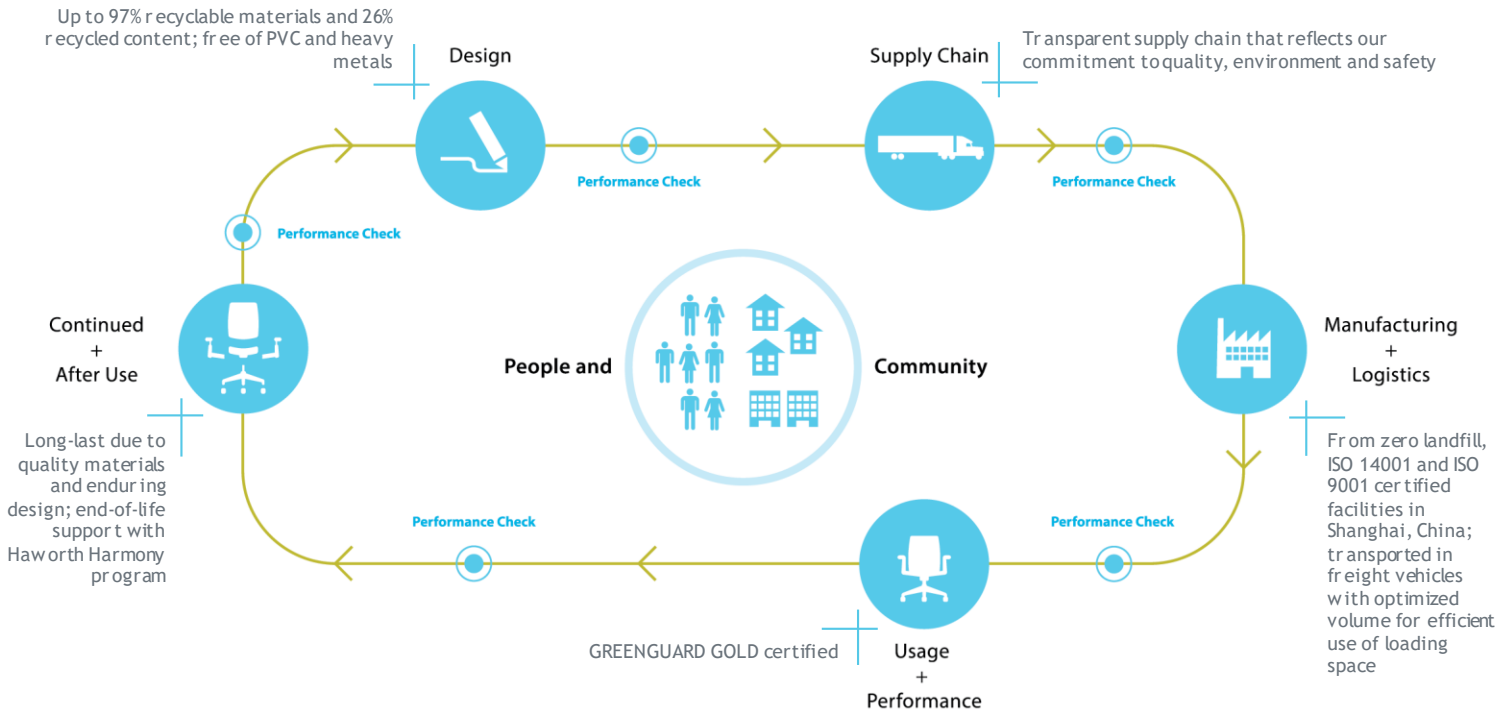 Up to 97% recyclable materials and 26%
recycled content; free of PVC and heavy
metals
Design
Supply Chain
Transparent supply chain that reflects our
commitment to quality, environment and safety
Performance Check
Performance Check
Performance Check
Continued
+
After Use
People and
Community
Manufacturing
+
Logistics
Long-last due to
quality materials
and enduring
design; end-of-life
support with
Haworth Harmony
program
From zero landfill,
ISO 14001 and ISO
9001 certified
facilities in
Shanghai, China;
transported in
freight vehicles
with optimized
volume for efficient
use of loading
space
Performance Check
Performance Check
GREENGUARD GOLD certified
Usage
+
Performance